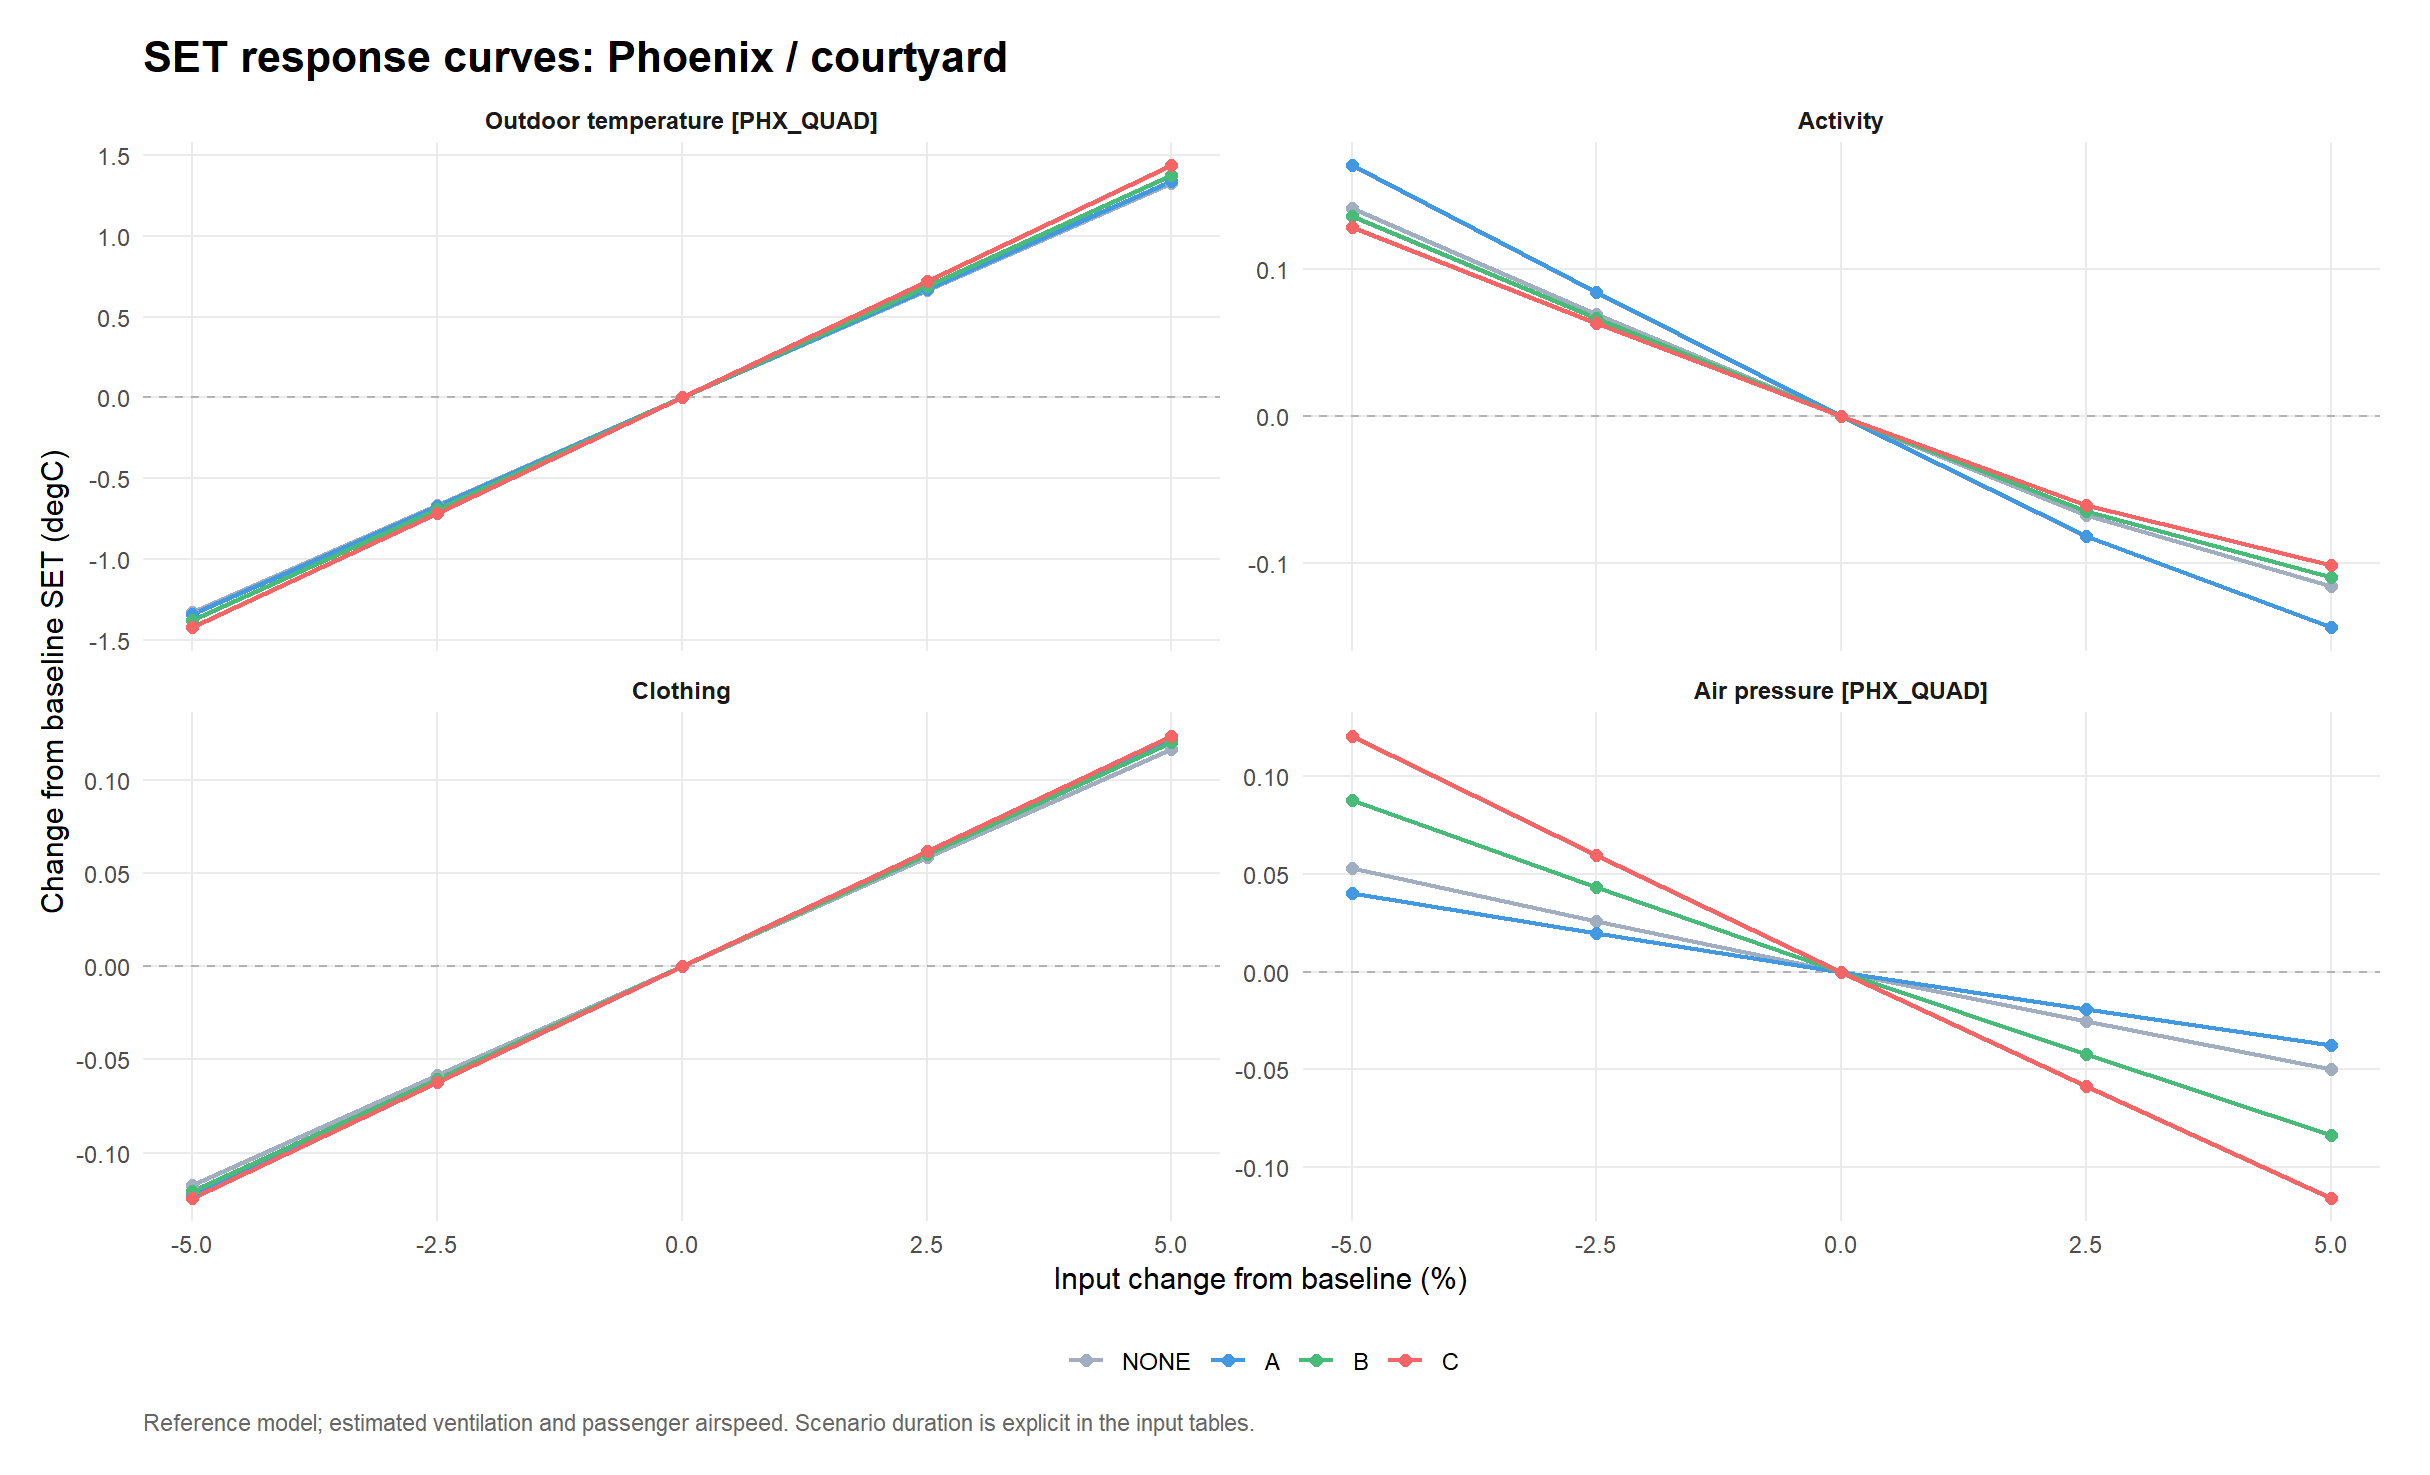 SET response curves: Phoenix / courtyard
Outdoor temperature [PHX_QUAD]
Activity
1.5
1.0
0.5
0.0
-0.5
-1.0
-1.5
0.1
0.0
-0.1
Change from baseline SET (degC)
Clothing
Air pressure [PHX_QUAD]
0.10
0.05
0.00
-0.05
-0.10
0.10
0.05
0.00
-0.05
-0.10
-5.0 -2.5 0.0 2.5 5.0
-5.0 -2.5 0.0 2.5 5.0
Input change from baseline (%)
NONE A B C
Reference model; estimated ventilation and passenger airspeed. Scenario duration is explicit in the input tables.